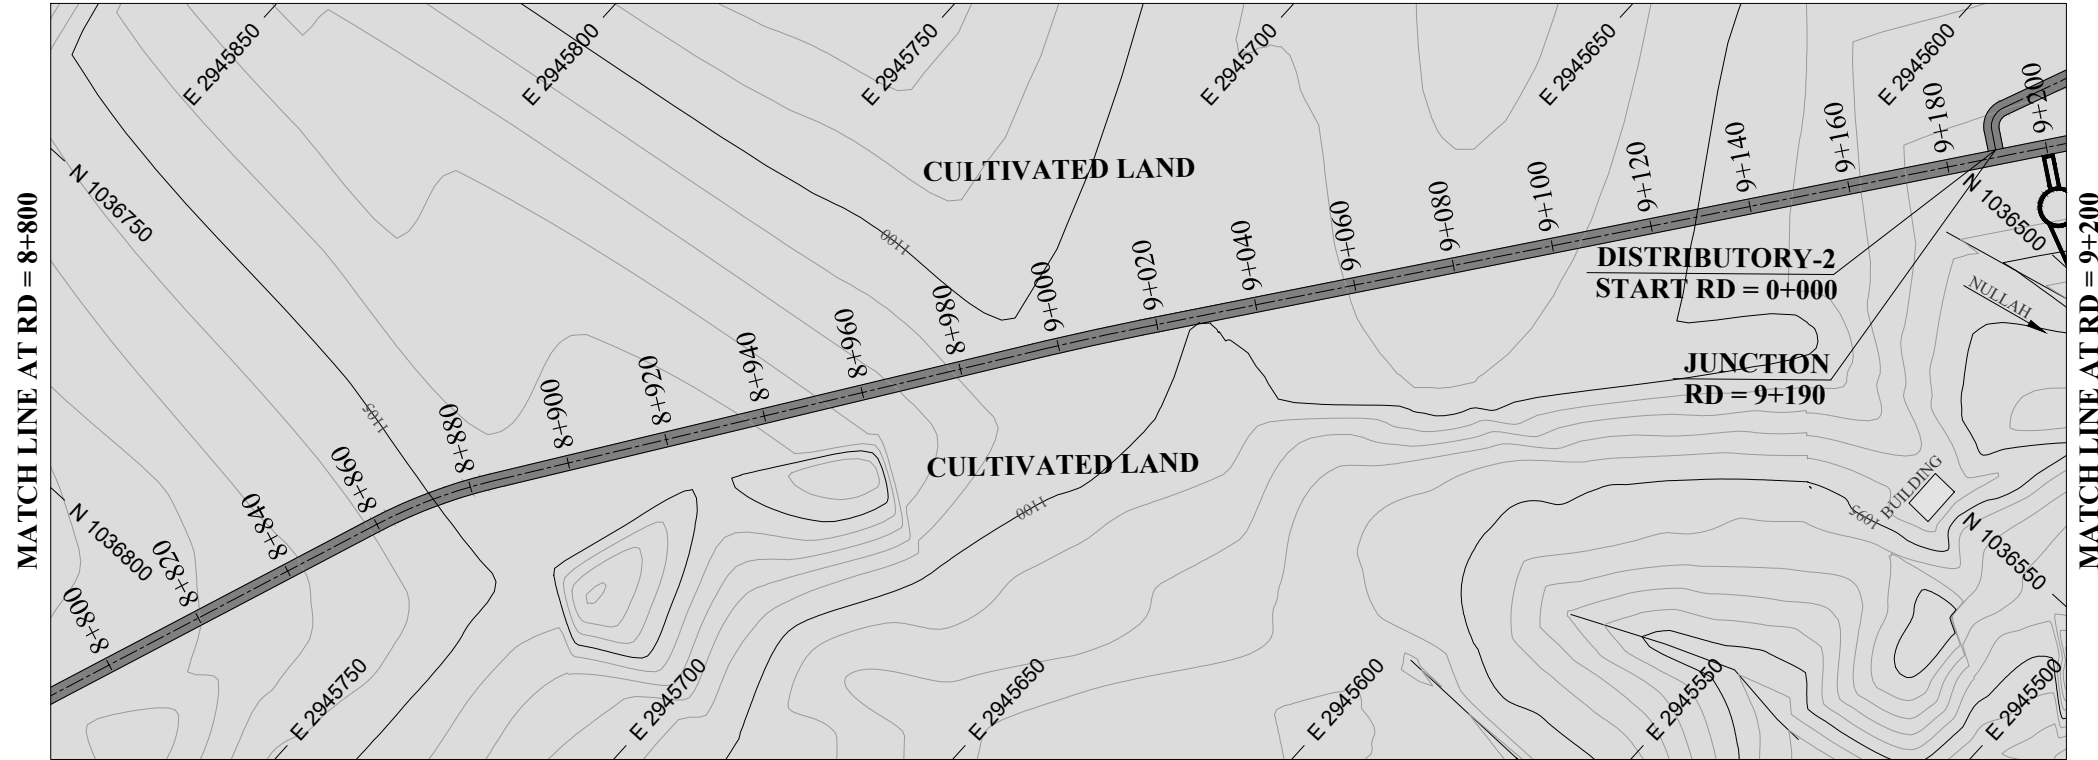 MATCH LINE AT RD = 8+800
E 2945850
E 2945800
E 2945750
E 2945700
E 2945650
E 2945600
N 1036750
N 1036800
CULTIVATED LAND
1100
1105
8+800
8+820
8+840
8+860
8+880
8+900
8+920
8+940
8+960
8+980
9+000
9+020
9+040
9+060
9+080
9+100
9+120
9+140
9+160
9+180
9+200
N 1036500
DISTRIBUTORY-2
START RD = 0+000
NULLAH
JUNCTION
RD = 9+190
CULTIVATED LAND
1100
1095
BUILDING
N 1036550
E 2945750
E 2945700
E 2945650
E 2945600
E 2945550
E 2945500
MATCH LINE AT RD = 9+200